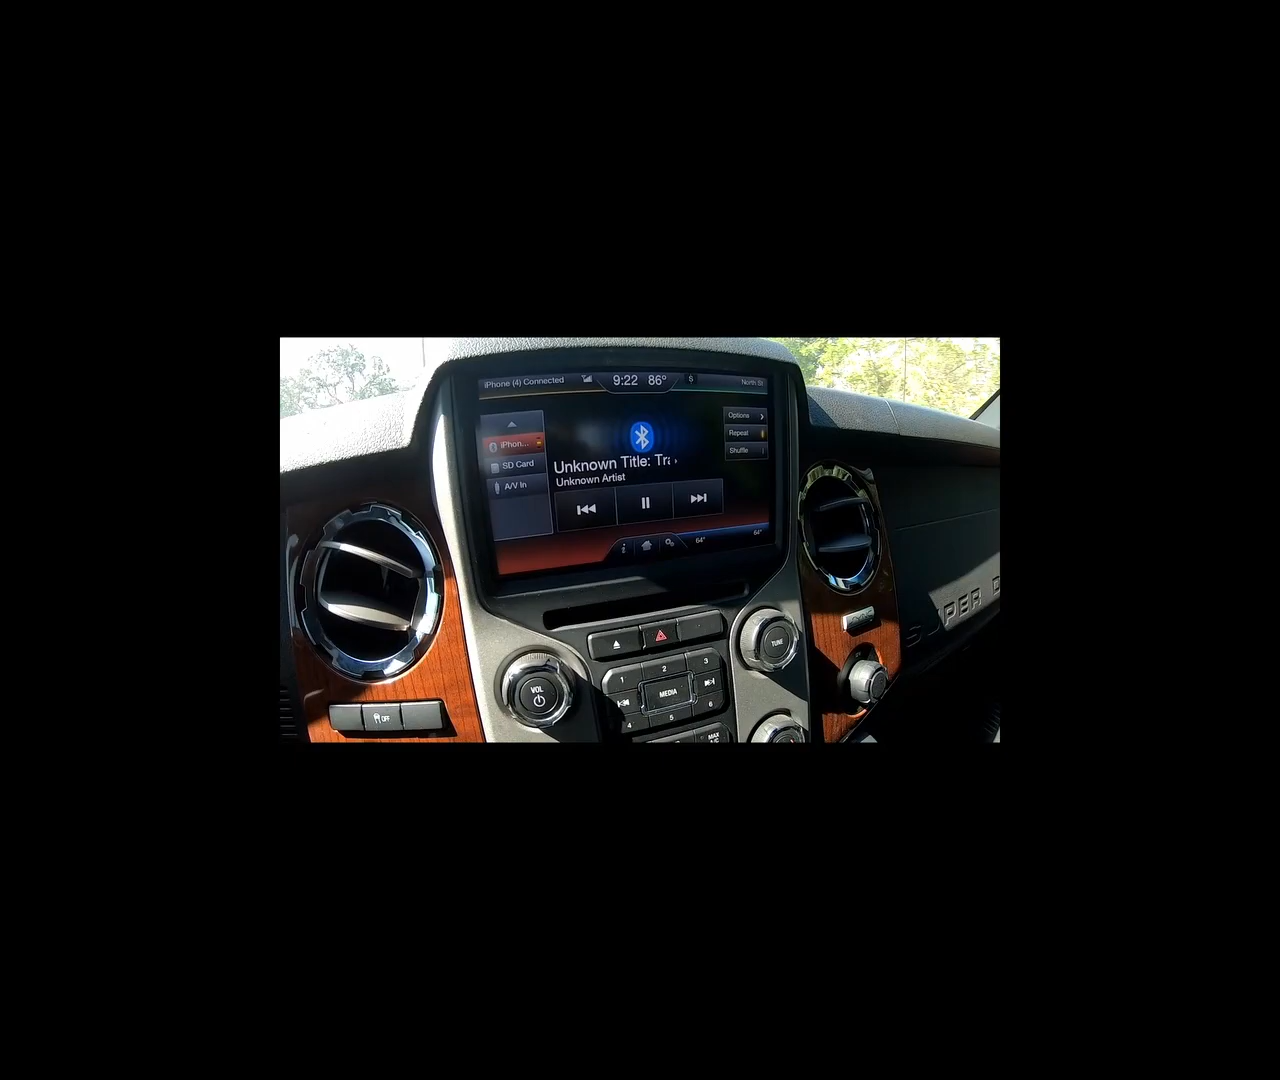 iPhone (4) Connected
9:22 86°
North St
iPhon...
SD Card
A/V In
Unknown Title: Tr
Unknown Artist
Options
Repeat
Shuffle
64°
64°
VOL
TUNE
1
2
3
MEDIA
4
5
6
OFF
MAX
A/C
SUPER D